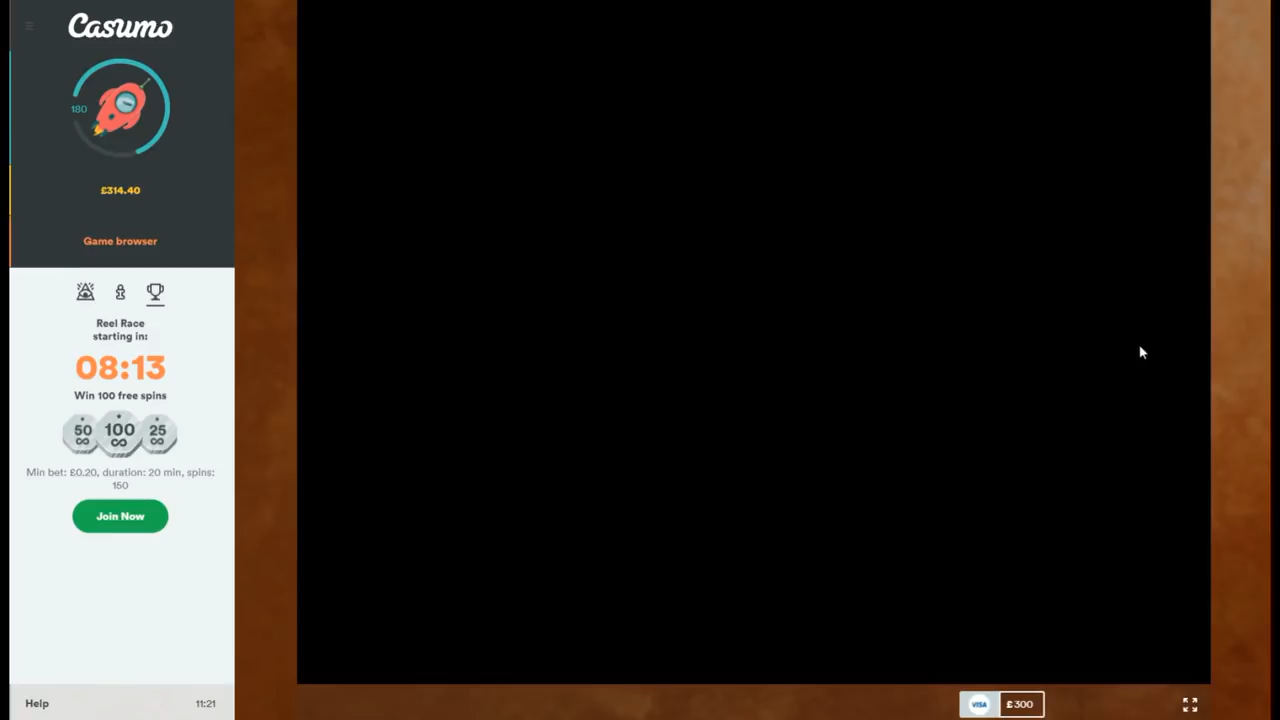 Casumo
180
£314.40
Game browser
Reel Race
starting in:
08:13
Win 100 free spins
50 100 25
Min bet: £0.20, duration: 20 min, spins:
150
Join Now
Help 11:21
VISA £300